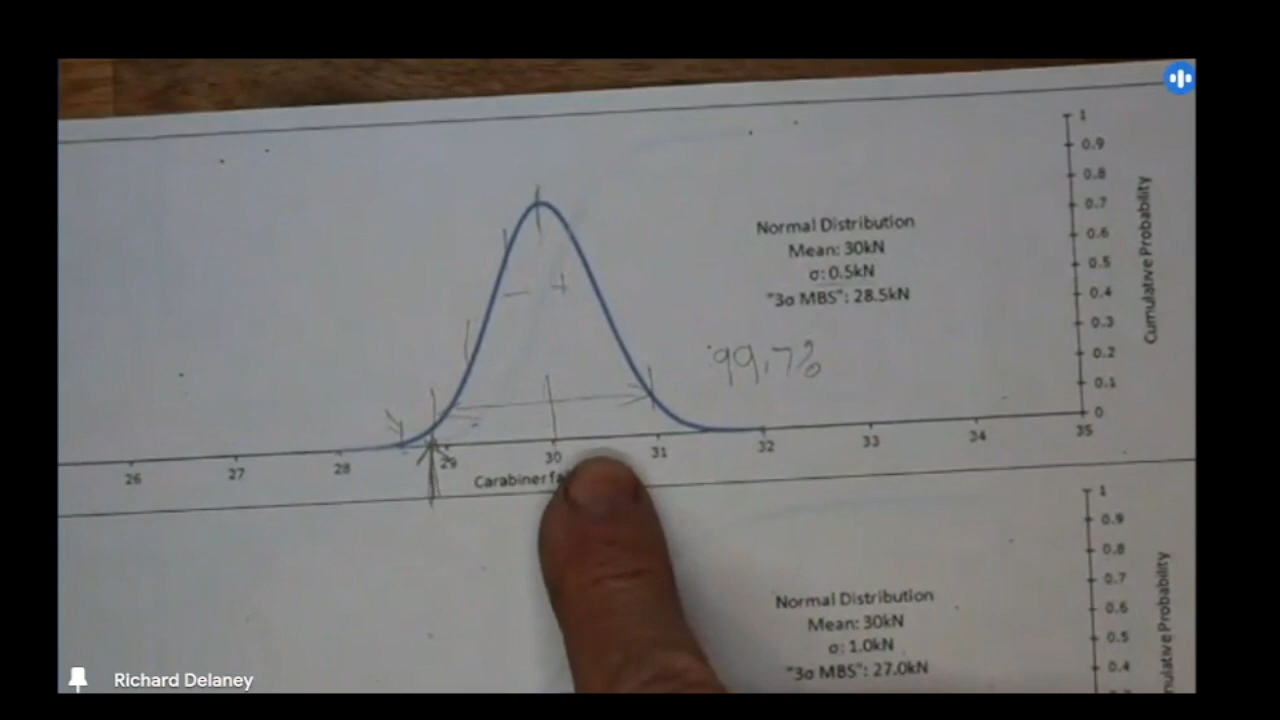 1
0.9
0.8
0.7
0.6
0.5
0.4
0.3
0.2
0.1
0
Cumulative Probability
Normal Distribution
Mean: 30kN
σ: 0.5kN
"3σ MBS": 28.5kN
99.7%
26 27 28 29 30 31 32 33 34 35
Carabiner
1
0.9
0.8
0.7
0.6
0.5
0.4
Probability
Normal Distribution
Mean: 30kN
σ: 1.0kN
"3σ MBS": 27.0kN
Richard Delaney